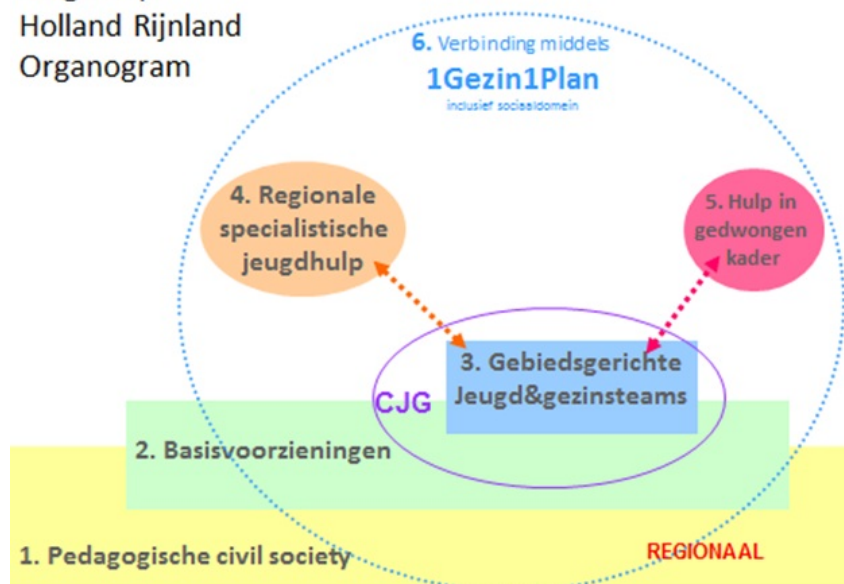 Holland Rijnland
Organogram
6. Verbinding middels
1Gezin1Plan
inclusief sociaaldomein
4. Regionale
specialistische
jeugdhulp
5. Hulp in
gedwongen
kader
3. Gebiedsgerichte
Jeugd&gezinsteams
CJG
2. Basisvoorzieningen
1. Pedagogische civil society
REGIONAAL